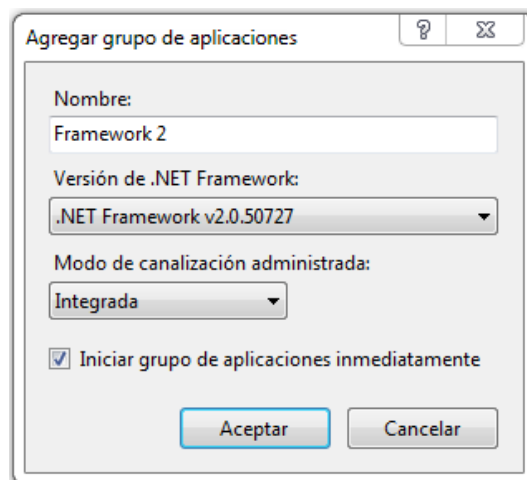 Agregar grupo de aplicaciones
Nombre:
Framework 2
Versión de .NET Framework:
.NET Framework v2.0.50727
Modo de canalización administrada:
Integrada
Iniciar grupo de aplicaciones inmediatamente
Aceptar Cancelar